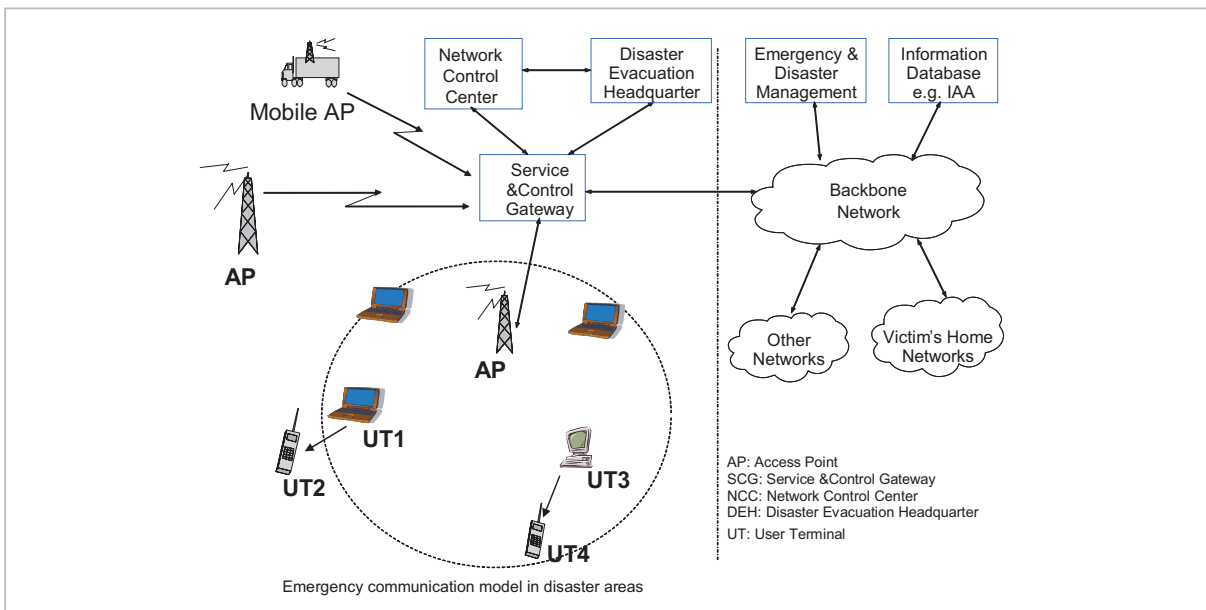 Network
Control
Center
Disaster
Evacuation
Headquarter
Emergency &
Disaster
Management
Information
Database
e.g. IAA
Mobile AP
Service
&Control
Gateway
Backbone
Network
AP
AP
Other
Networks
Victim's Home
Networks
UT1
UT2
UT3
UT4
AP: Access Point
SCG: Service &Control Gateway
NCC: Network Control Center
DEH: Disaster Evacuation Headquarter
UT: User Terminal
Emergency communication model in disaster areas